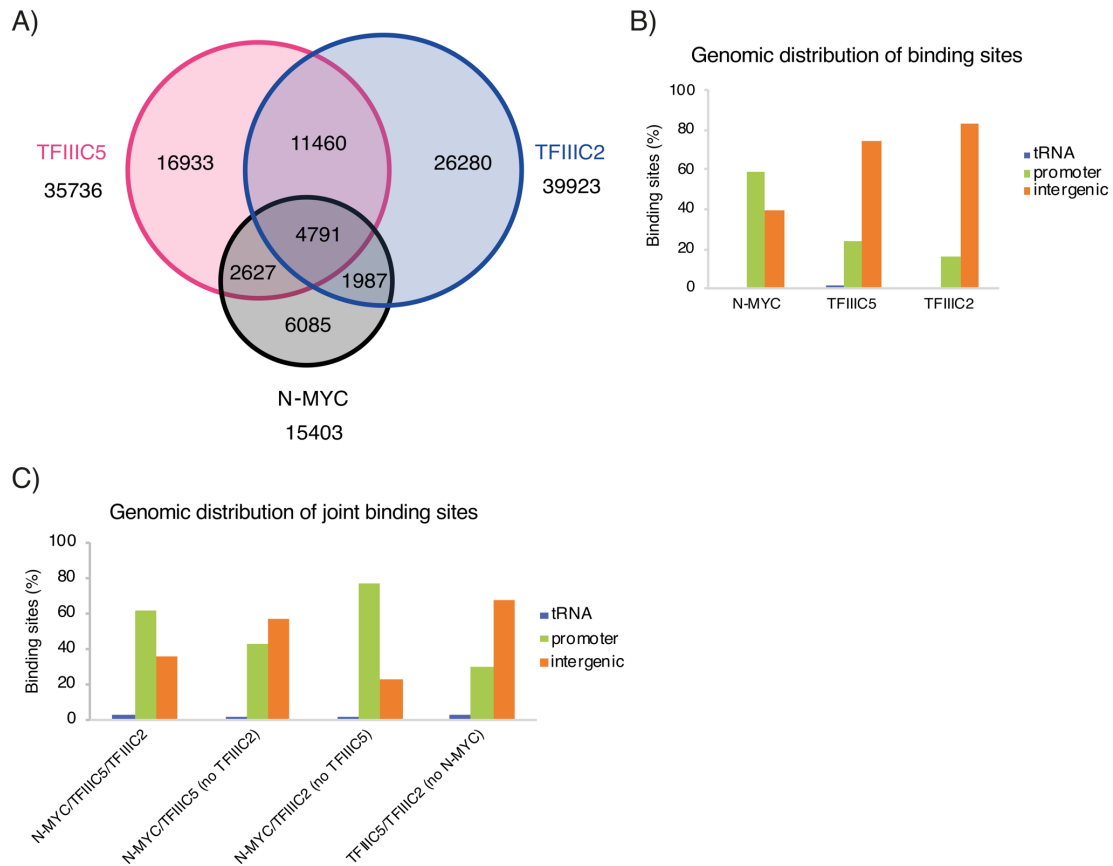 A)
TFIIIC5
35736
16933
11460
26280
TFIIIC2
39923
4791
2627
1987
6085
N-MYC
15403
B)
Genomic distribution of binding sites
Binding sites (%)
100
80
60
40
20
0
N-MYC
TFIIIC5
TFIIIC2
tRNA
promoter
intergenic
C)
Genomic distribution of joint binding sites
Binding sites (%)
100
80
60
40
20
0
N-MYC/TFIIIC5/TFIIIC2
N-MYC/TFIIIC5 (no TFIIIC2)
N-MYC/TFIIIC2 (no TFIIIC5)
TFIIIC5/TFIIIC2 (no N-MYC)
tRNA
promoter
intergenic